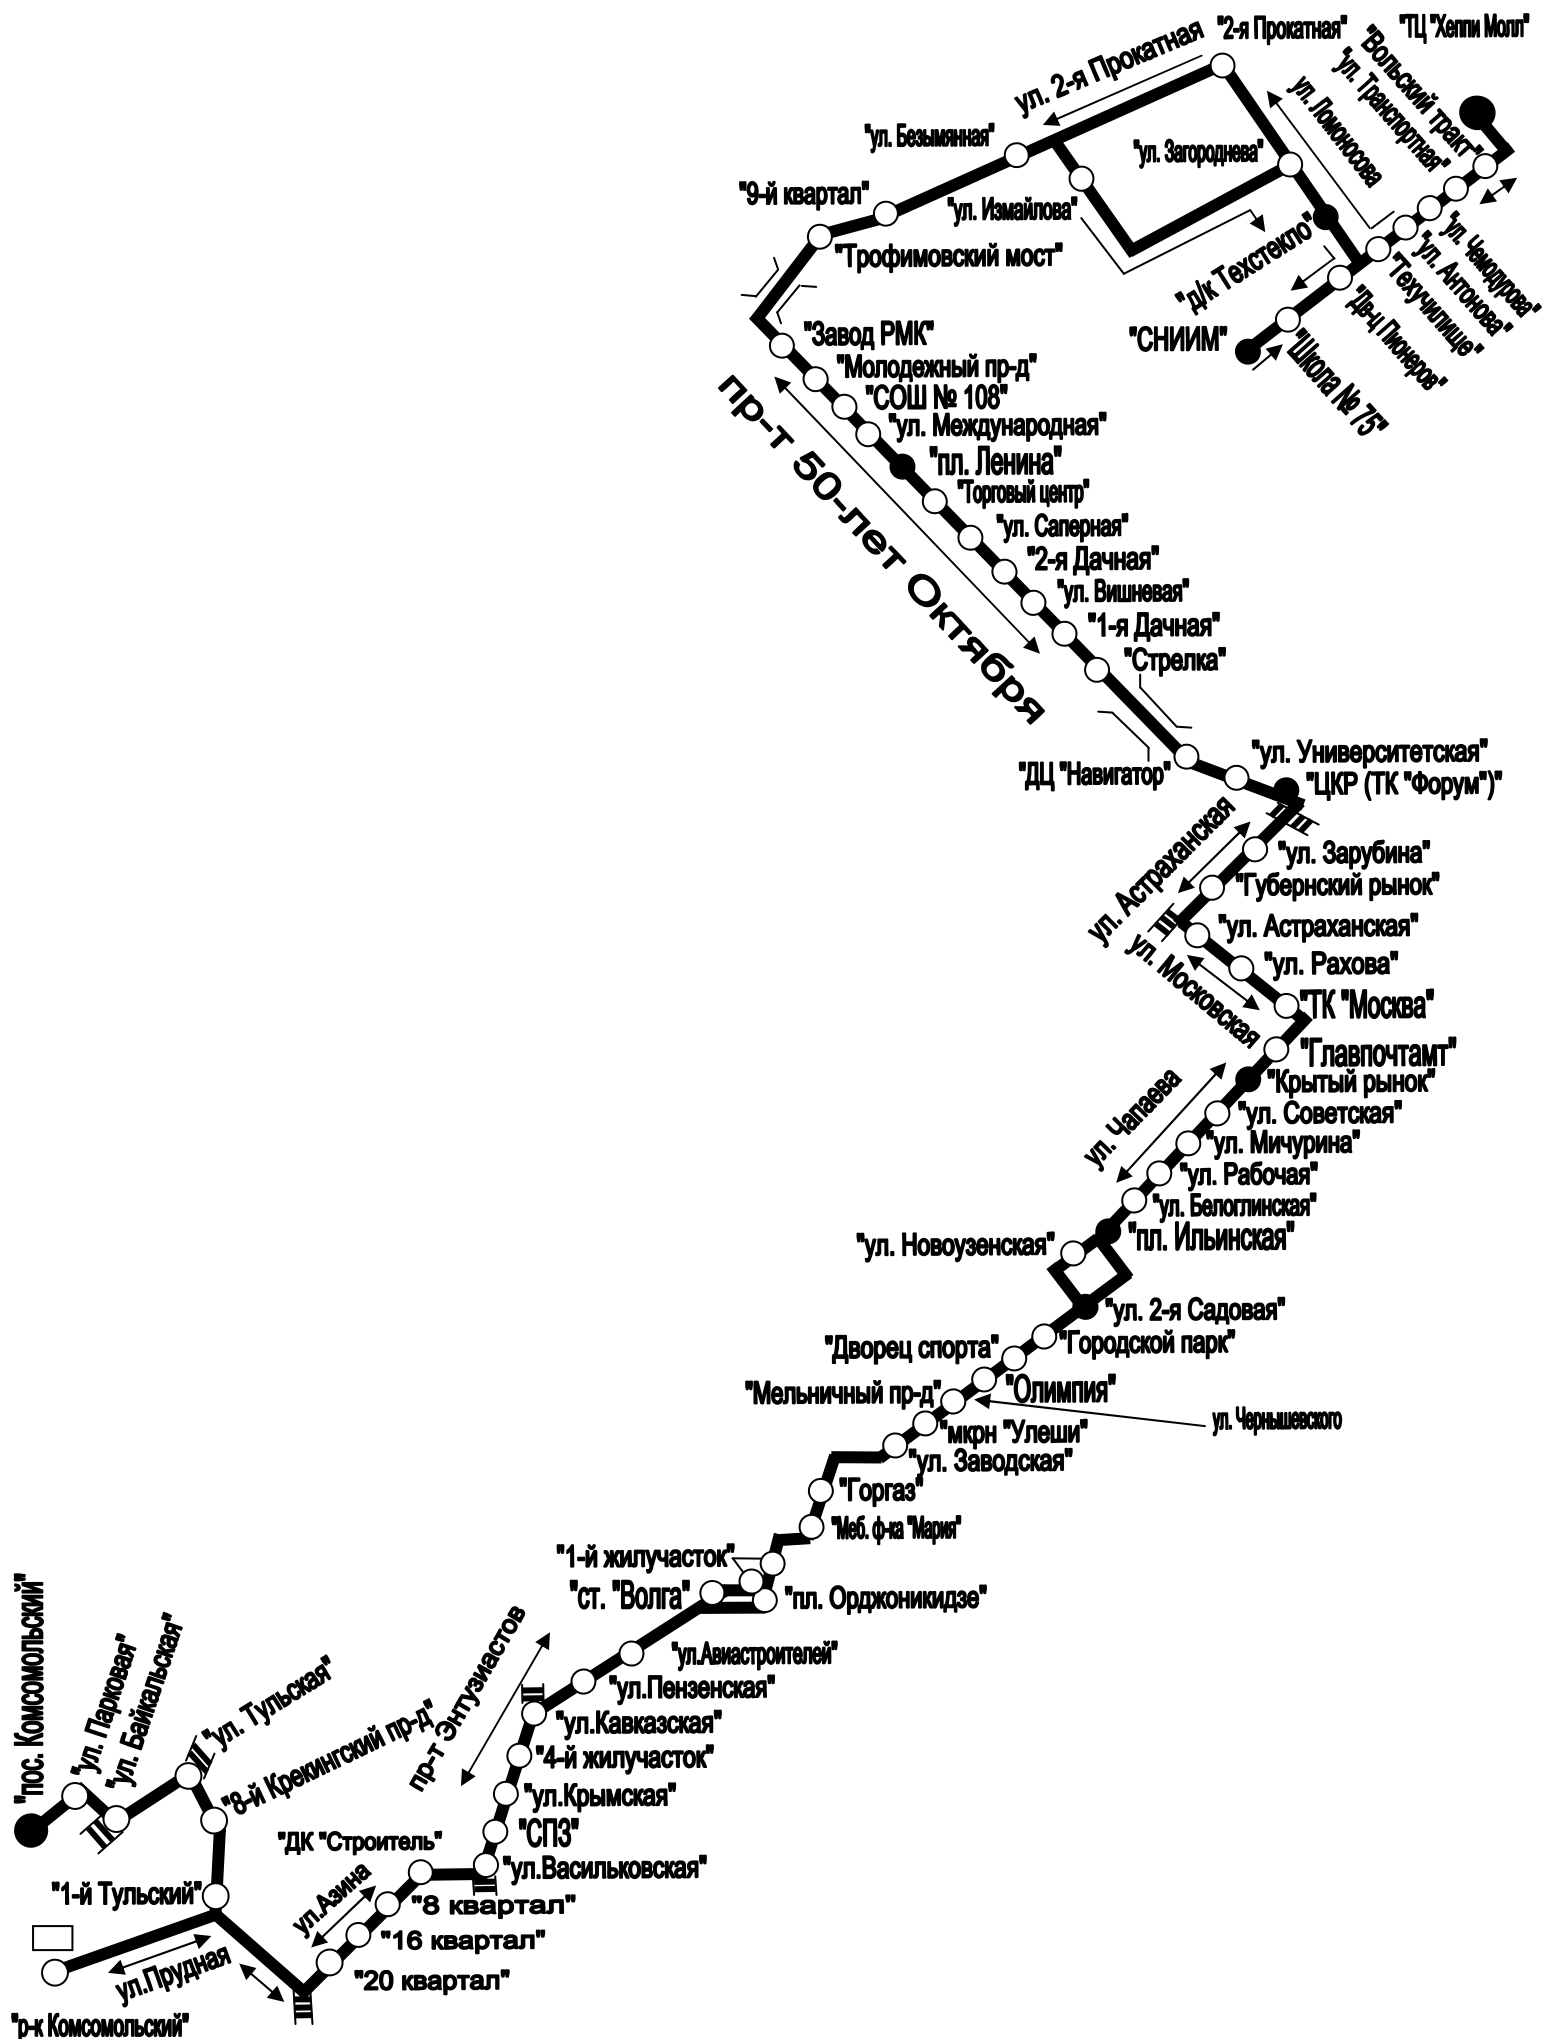 ул. 2-я Прокатная
"2-я Прокатная"
"ТЦ "Хеппи Молл"
"Вольский тракт"
"ул. Транспортная"
ул. Ломоносова
"ул. Безымянная"
"ул. Загороднева"
"9-й квартал"
"ул. Измайлова"
"Трофимовский мост"
"д/к Техстекло"
"ул. Чемодурова"
"ул. Антонова"
"Техучилище"
"Дв-ц Пионеров"
"СНИИМ"
"Школа № 75"
"Завод РМК"
"Молодежный пр-д"
"СОШ № 108"
"ул. Международная"
пр-т 50-лет Октября
"пл. Ленина"
"Торговый центр"
"ул. Саперная"
"2-я Дачная"
"ул. Вишневая"
"1-я Дачная"
"Стрелка"
"ДЦ "Навигатор"
"ул. Университетская"
"ЦКР (ТК "Форум")"
ул. Астраханская
"ул. Зарубина"
"Губернский рынок"
"ул. Астраханская"
ул. Московская
"ул. Рахова"
"ТК "Москва"
"Главпочтамт"
"Крытый рынок"
ул. Чапаева
"ул. Советская"
"ул. Мичурина"
"ул. Рабочая"
"ул. Белоглинская"
"пл. Ильинская"
"ул. Новоузенская"
"ул. 2-я Садовая"
"Городской парк"
"Дворец спорта"
"Олимпия"
"Мельничный пр-д"
ул. Чернышевского
"мкрн "Улеши"
"ул. Заводская"
"Горгаз"
"Меб. ф-ка "Мария"
"1-й жилучасток"
"ст. "Волга"
"пл. Орджоникидзе"
пр-т Энтузиастов
"ул.Авиастроителей"
"ул.Пензенская"
"ул.Кавказская"
"4-й жилучасток"
"ул.Крымская"
"СПЗ"
"ул.Васильковская"
"ДК "Строитель"
ул.Азина
"8 квартал"
"16 квартал"
"20 квартал"
"пос. Комсомольский"
"ул. Парковая"
"ул. Байкальская"
"ул. Тульская"
"8-й Крекингский пр-д"
"1-й Тульский"
ул.Прудная
"р-к Комсомольский"